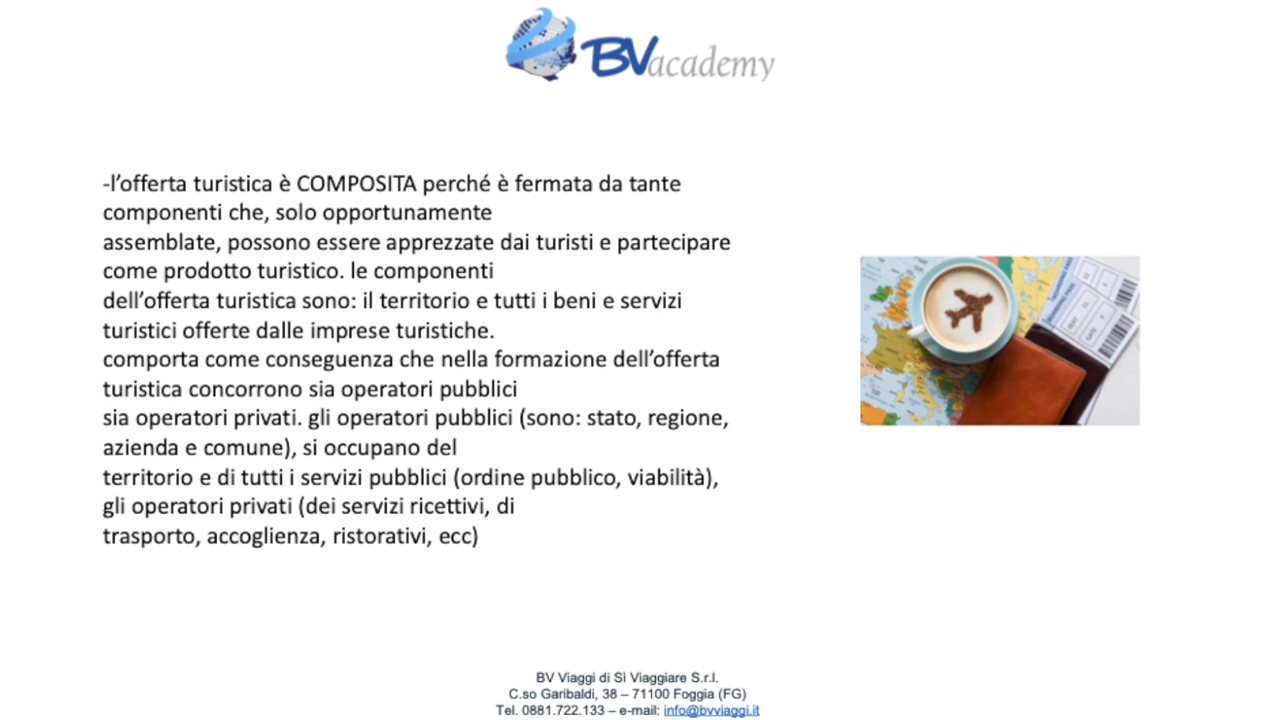 BVacademy
-l’offerta turistica è COMPOSITA perché è fermata da tante
componenti che, solo opportunamente
assemblate, possono essere apprezzate dai turisti e partecipare
come prodotto turistico. le componenti
dell’offerta turistica sono: il territorio e tutti i beni e servizi
turistici offerte dalle imprese turistiche.
comporta come conseguenza che nella formazione dell’offerta
turistica concorrono sia operatori pubblici
sia operatori privati. gli operatori pubblici (sono: stato, regione,
azienda e comune), si occupano del
territorio e di tutti i servizi pubblici (ordine pubblico, viabilità),
gli operatori privati (dei servizi ricettivi, di
trasporto, accoglienza, ristorativi, ecc)
BV Viaggi di Sì Viaggiare S.r.l.
C.so Garibaldi, 38 – 71100 Foggia (FG)
Tel. 0881.722.133 – e-mail: info@bvviaggi.it